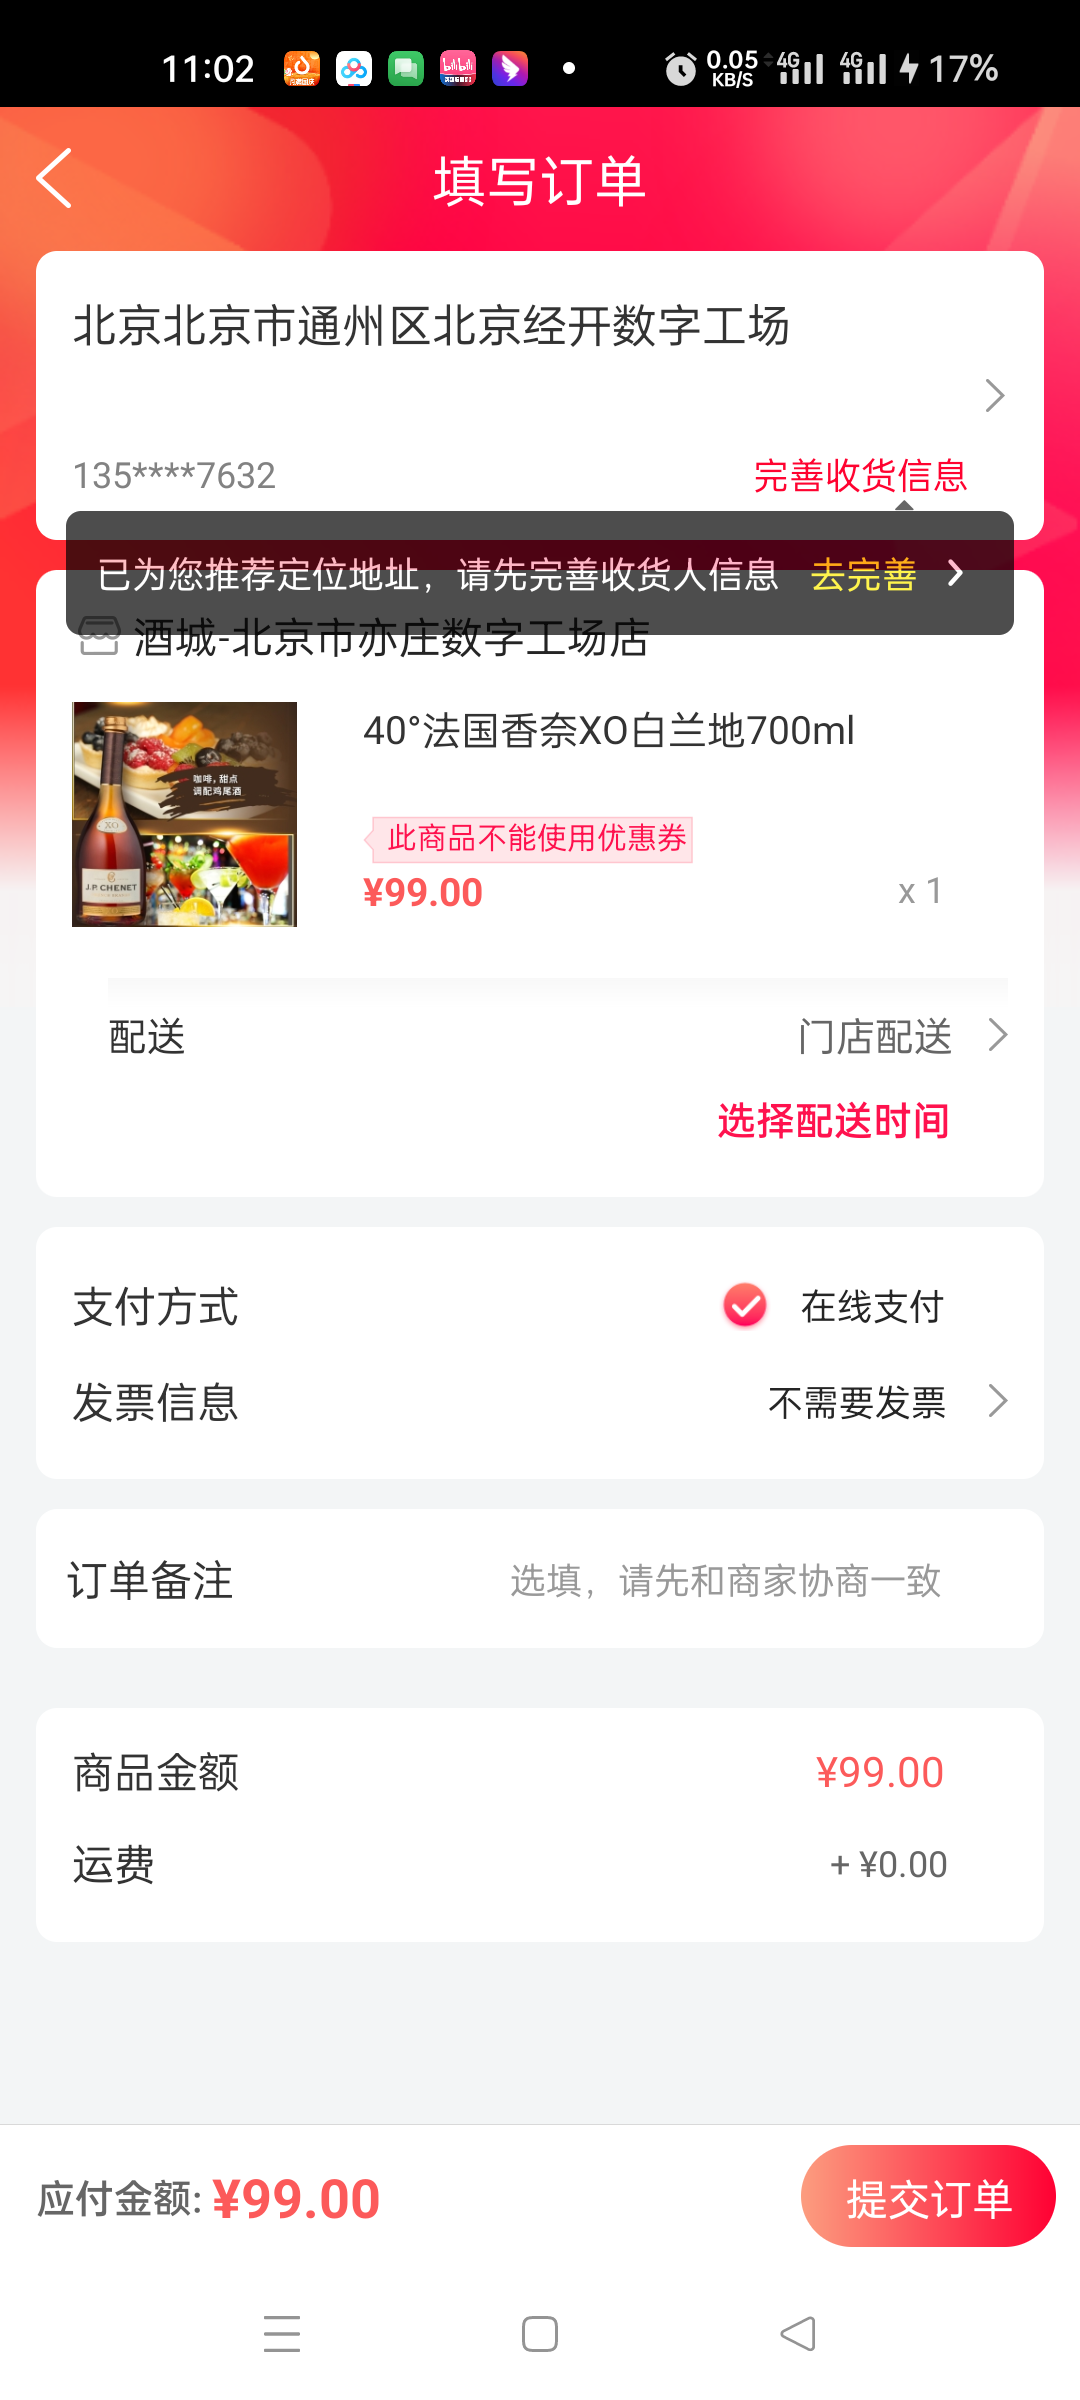 11:02
0.05
KB/S
4G
4G
17%
填写订单
北京北京市通州区北京经开数字工场
135****7632
完善收货信息
已为您推荐定位地址，请先完善收货人信息 去完善
酒城-北京市亦庄数字工场店
咖啡，甜点
调配鸡尾酒
XO
J.P. CHENET
40°法国香奈XO白兰地700ml
此商品不能使用优惠券
¥99.00
x 1
配送
门店配送
选择配送时间
支付方式
在线支付
发票信息
不需要发票
订单备注
选填，请先和商家协商一致
商品金额
¥99.00
运费
+ ¥0.00
应付金额: ¥99.00
提交订单